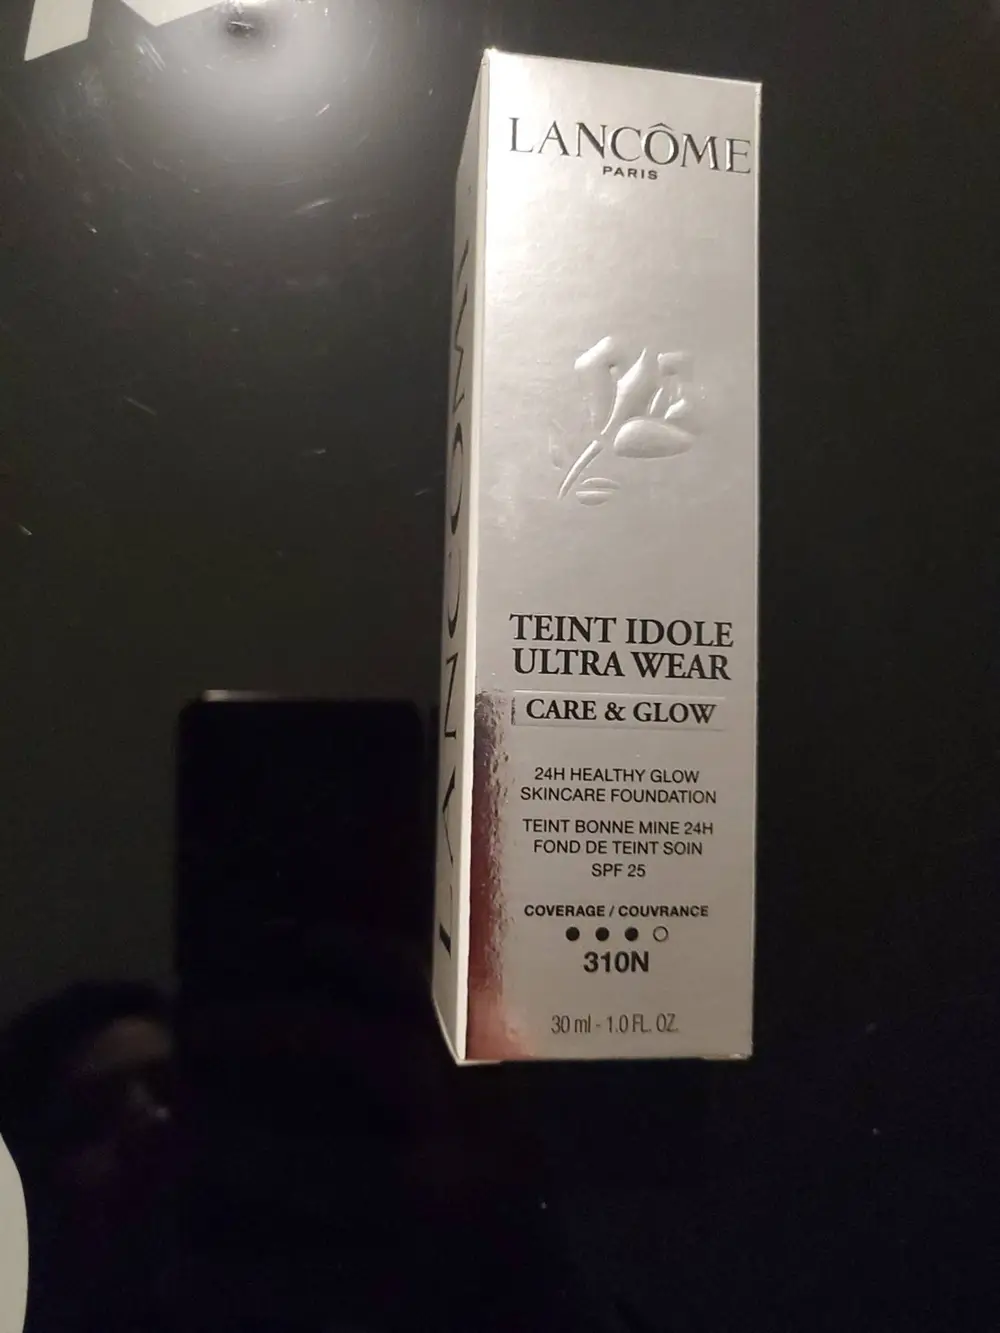 LANCÔME
PARIS
LANCÔME
TEINT IDOLE
ULTRA WEAR
CARE & GLOW
24H HEALTHY GLOW
SKINCARE FOUNDATION
TEINT BONNE MINE 24H
FOND DE TEINT SOIN
SPF 25
COVERAGE / COUVRANCE
310N
30 ml - 1.0 FL. OZ.